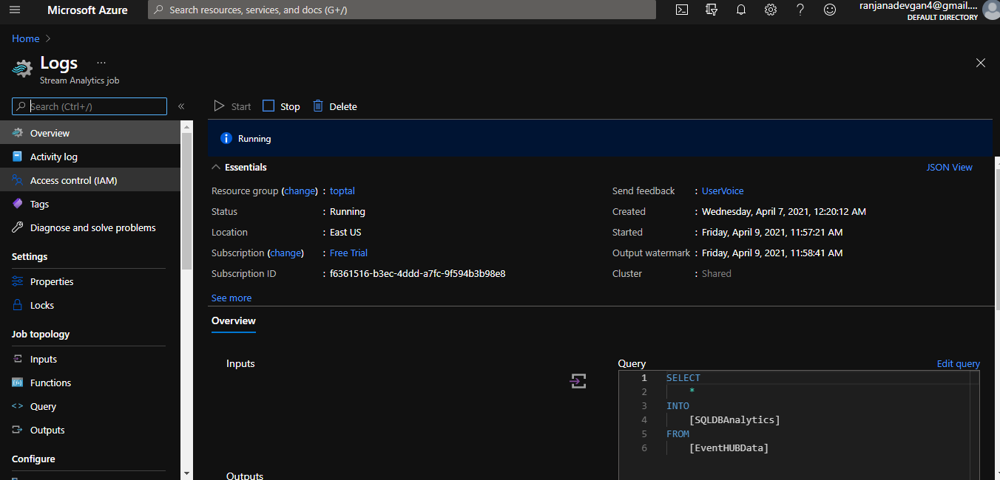 Microsoft Azure
Search resources, services, and docs (G+/)
ranjanadevgan4@gmail....
DEFAULT DIRECTORY
Home
Logs ...
Stream Analytics job
Search (Ctrl+/)
«
Start
Stop
Delete
Overview
Activity log
Access control (IAM)
Tags
Diagnose and solve problems
Settings
Properties
Locks
Job topology
Inputs
Functions
Query
Outputs
Configure
Running
Essentials
JSON View
Resource group (change) : toptal
Status : Running
Location : East US
Subscription (change) : Free Trial
Subscription ID : f6361516-b3ec-4ddd-a7fc-9f594b3b98e8
See more
Send feedback : UserVoice
Created : Wednesday, April 7, 2021, 12:20:12 AM
Started : Friday, April 9, 2021, 11:57:21 AM
Output watermark : Friday, April 9, 2021, 11:58:41 AM
Cluster : Shared
Overview
Inputs
Outputs
Query
Edit query
1 SELECT
2 *
3 INTO
4 [SQLDBAnalytics]
5 FROM
6 [EventHUBData]